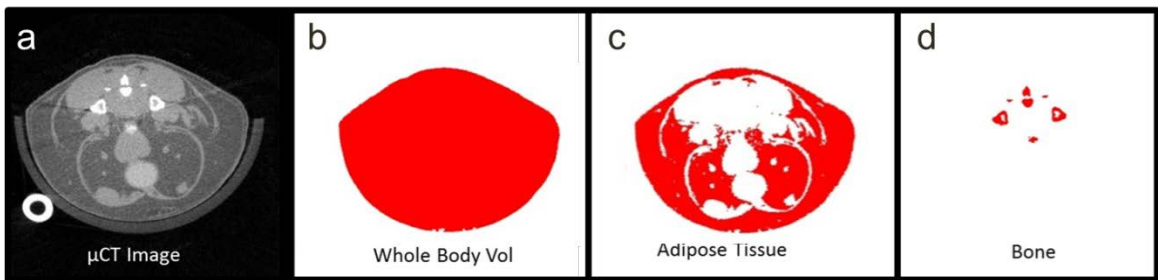 a
b
c
d
µCT Image
Whole Body Vol
Adipose Tissue
Bone